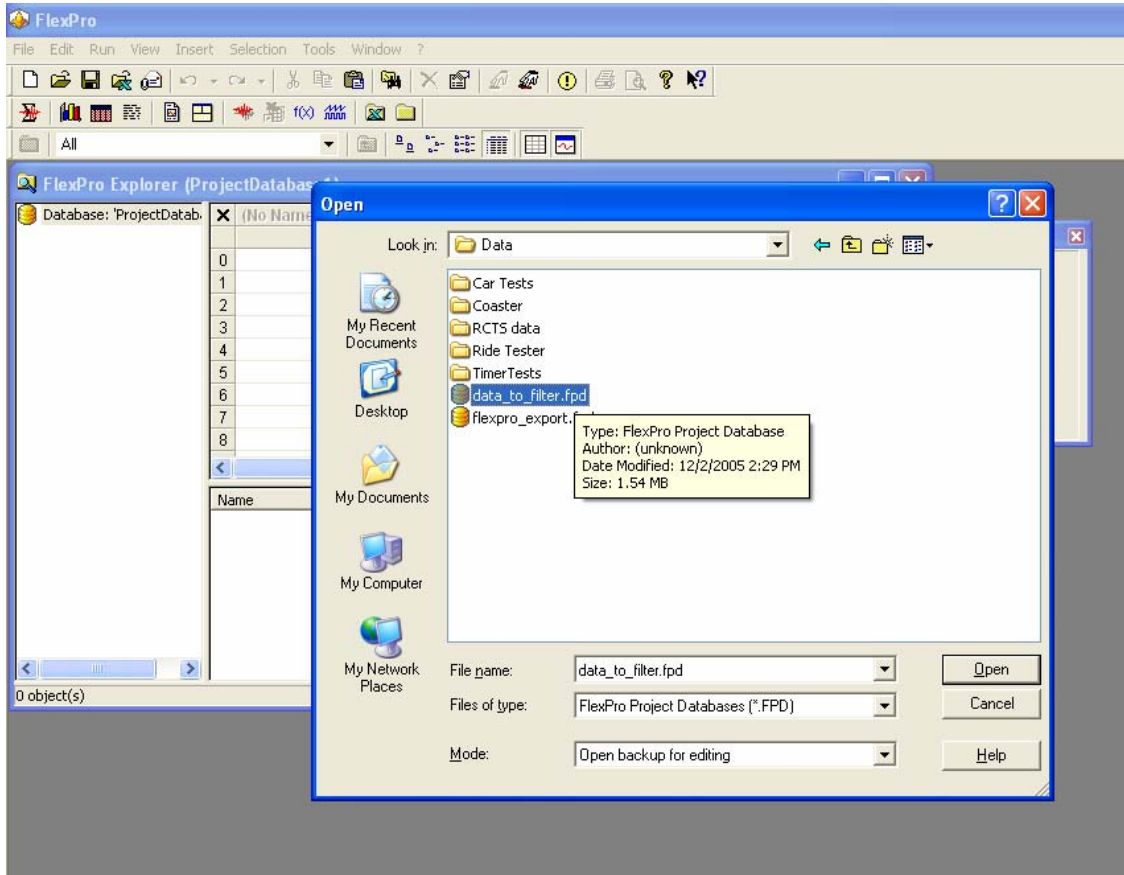 FlexPro
File Edit Run View Insert Selection Tools Window ?
f(x)
All
FlexPro Explorer (ProjectDatabase1)
Database: 'ProjectDatab
(No Name
0
1
2
3
4
5
6
7
8
Name
0 object(s)
Open
Look in: Data
My Recent Documents
Desktop
My Documents
My Computer
My Network Places
Car Tests
Coaster
RCTS data
Ride Tester
TimerTests
data_to_filter.fpd
flexpro_export.
Type: FlexPro Project Database
Author: (unknown)
Date Modified: 12/2/2005 2:29 PM
Size: 1.54 MB
File name: data_to_filter.fpd Open
Files of type: FlexPro Project Databases (*.FPD) Cancel
Mode: Open backup for editing Help